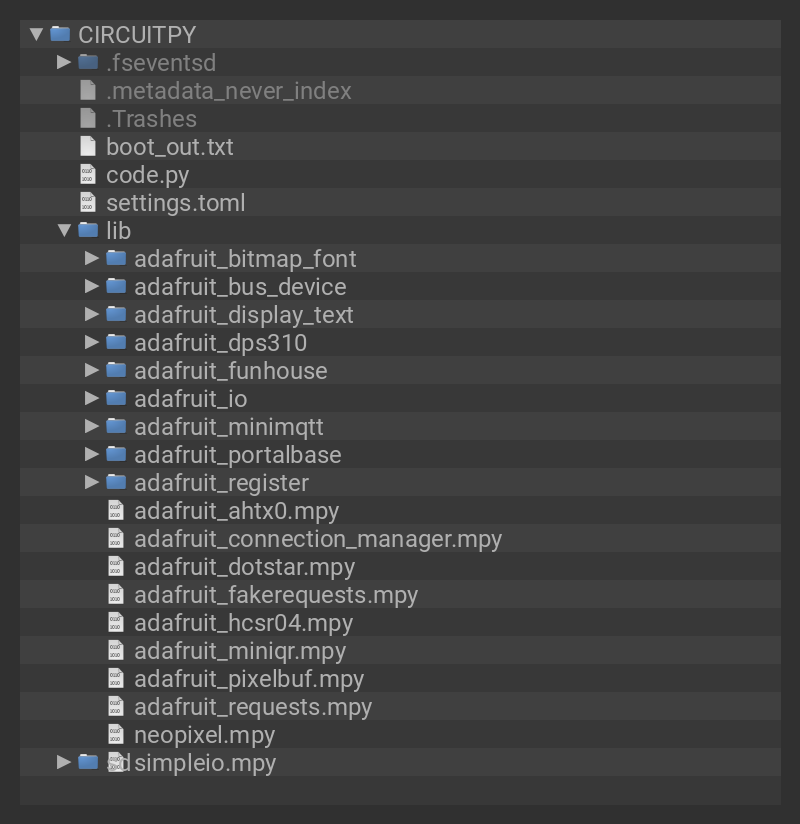 CIRCUITPY
.fseventsd
.metadata_never_index
.Trashes
boot_out.txt
code.py
settings.toml
lib
adafruit_bitmap_font
adafruit_bus_device
adafruit_display_text
adafruit_dps310
adafruit_funhouse
adafruit_io
adafruit_minimqtt
adafruit_portalbase
adafruit_register
adafruit_ahtx0.mpy
adafruit_connection_manager.mpy
adafruit_dotstar.mpy
adafruit_fakerequests.mpy
adafruit_hcsr04.mpy
adafruit_miniqr.mpy
adafruit_pixelbuf.mpy
adafruit_requests.mpy
neopixel.mpy
sd simpleio.mpy